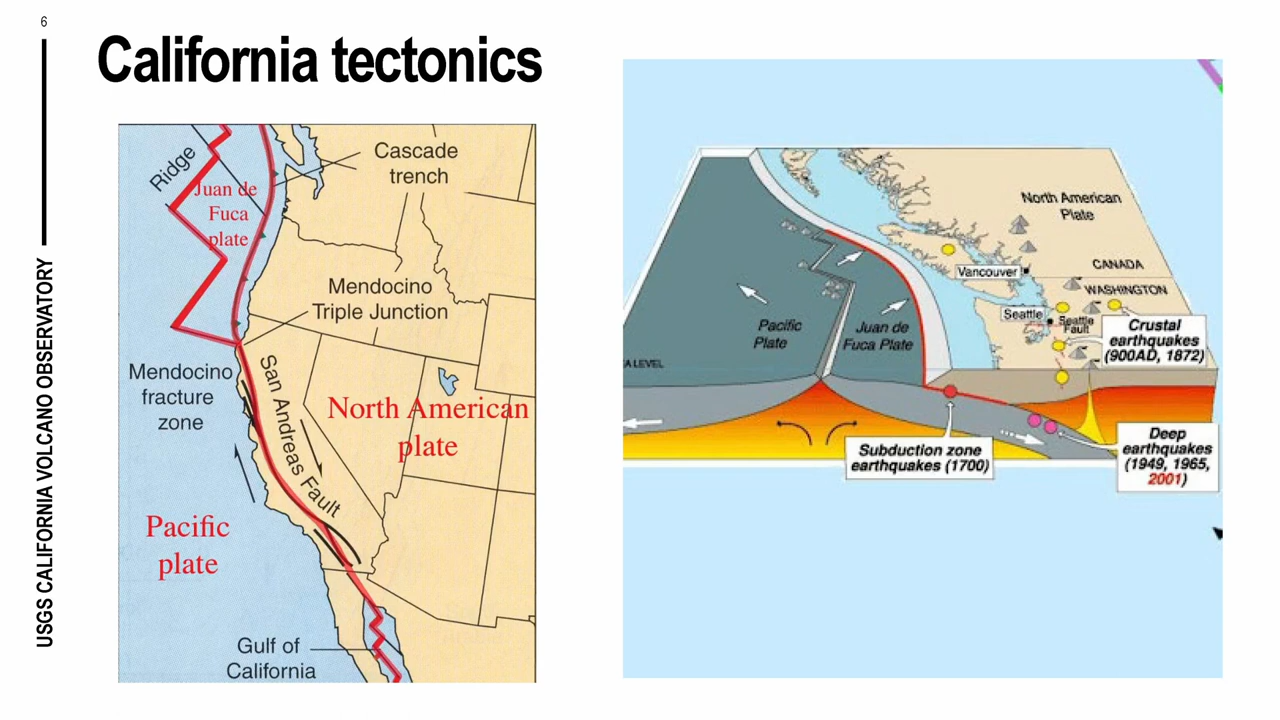 6
USGS CALIFORNIA VOLCANO OBSERVATORY
California tectonics
Ridge
Juan de
Fuca
plate
Cascade
trench
Mendocino
Triple Junction
Mendocino
fracture
zone
San Andreas Fault
North American
plate
Pacific
plate
Gulf of
California
North American
Plate
Vancouver
CANADA
WASHINGTON
Seattle
Seattle
Fault
Crustal
earthquakes
(900AD, 1872)
Pacific
Plate
Juan de
Fuca Plate
LEVEL
Subduction zone
earthquakes (1700)
Deep
earthquakes
(1949, 1965,
2001)